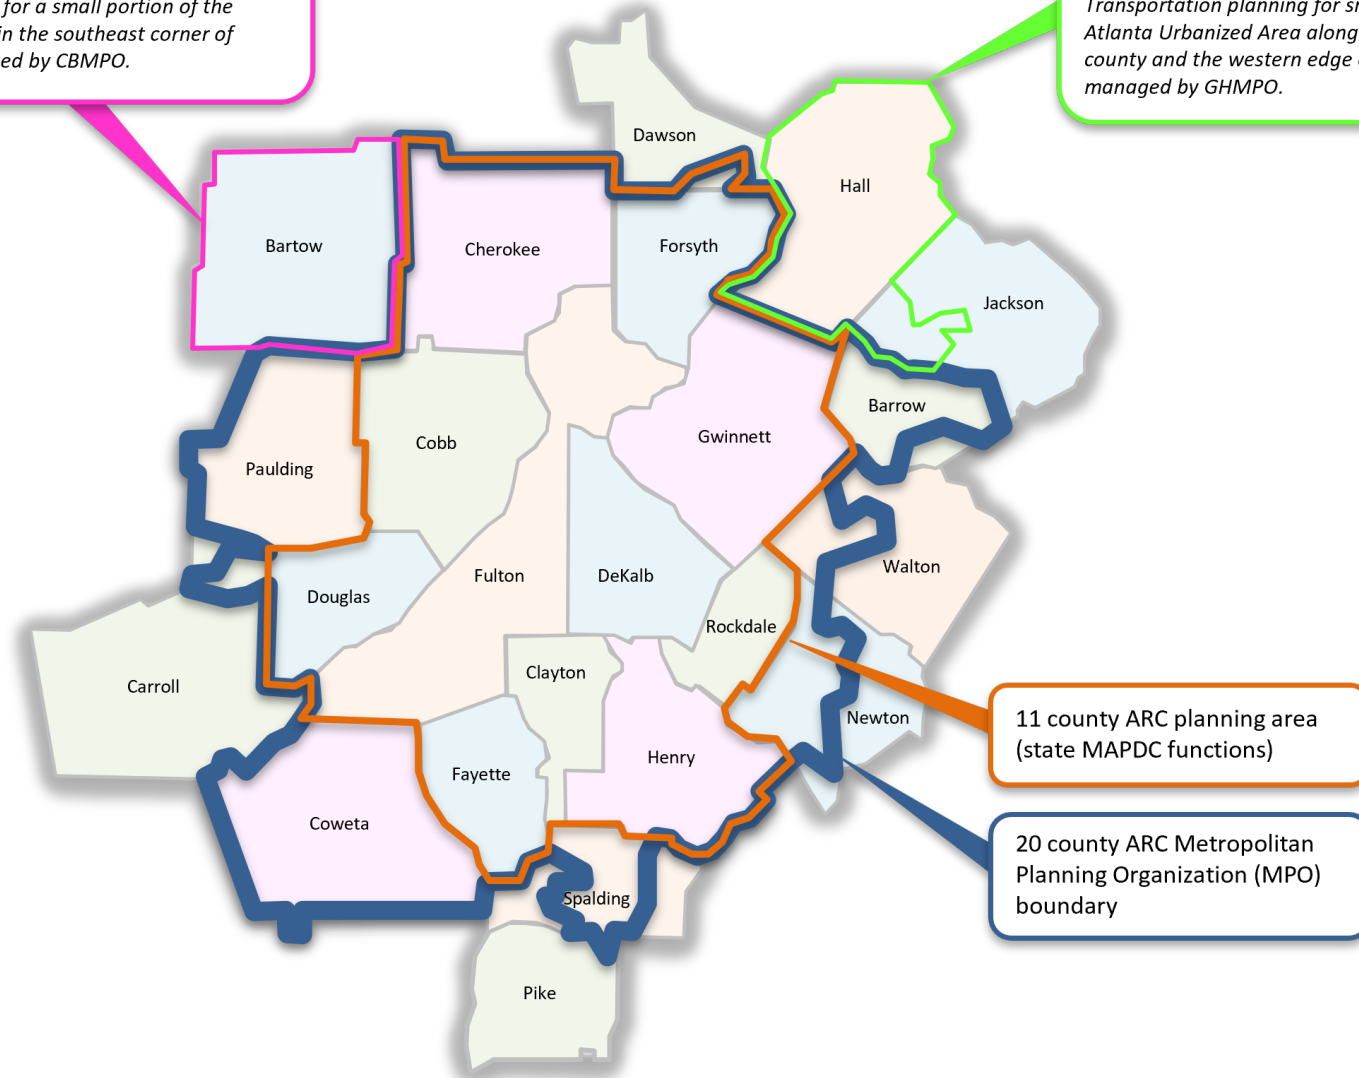 for a small portion of the
in the southeast corner of
ed by CBMPO.
Transportation planning for
Atlanta Urbanized Area along
county and the western edge
managed by GHMPO.
Dawson
Hall
Bartow
Cherokee
Forsyth
Jackson
Barrow
Gwinnett
Cobb
Paulding
Walton
Fulton
DeKalb
Douglas
Rockdale
Clayton
Carroll
Newton
11 county ARC planning area
(state MAPDC functions)
Henry
Fayette
Coweta
20 county ARC Metropolitan
Planning Organization (MPO)
boundary
Spalding
Pike